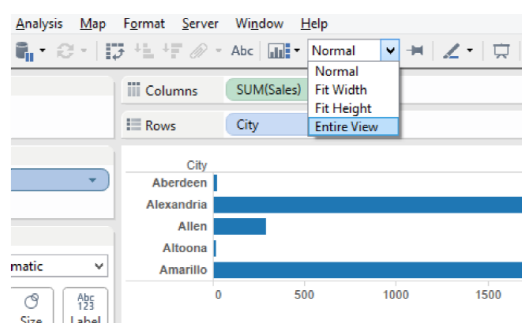 Analysis Map Format Server Window Help
Abc Normal
Normal
Fit Width
Fit Height
Entire View
Columns SUM(Sales)
Rows City
City
Aberdeen
Alexandria
Allen
Altoona
Amarillo
matic
0 500 1000 1500
Abc
123
Size Label